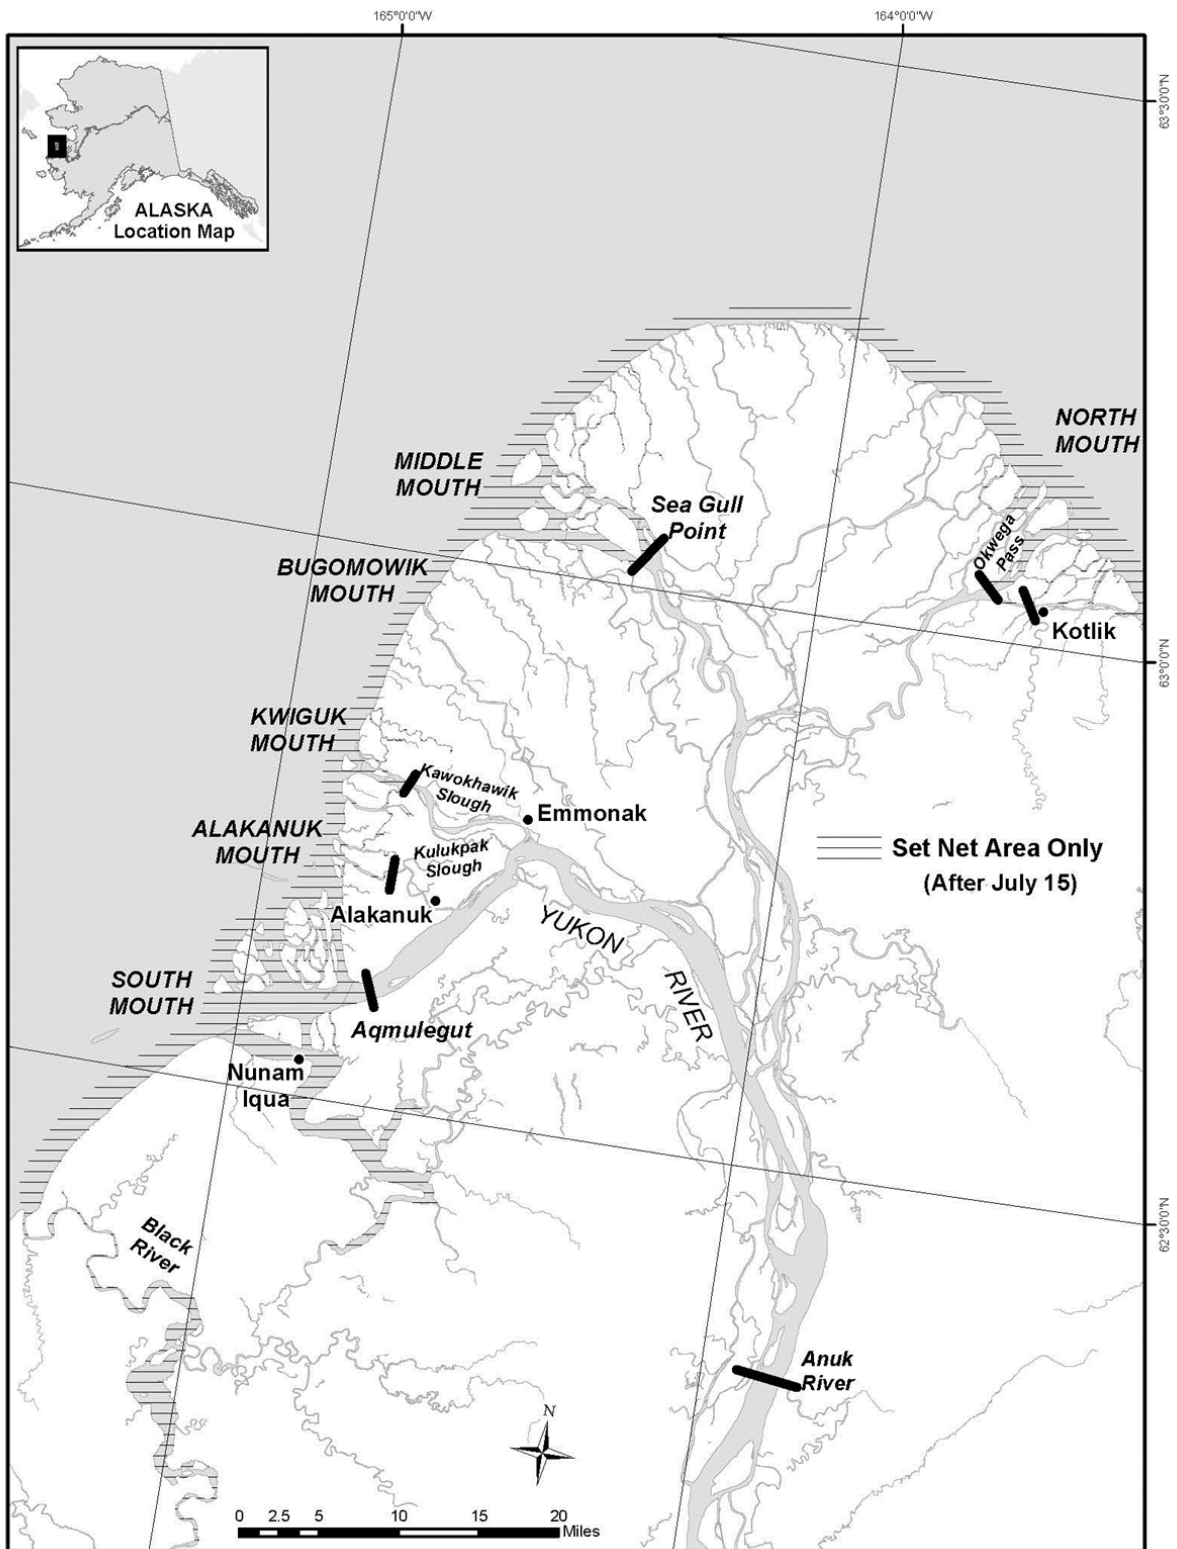 165°0'0"W
164°0'0"W
63°30'0"N
ALASKA
Location Map
NORTH
MOUTH
MIDDLE
MOUTH
Sea Gull
Point
Okwega
Pass
BUGOMOWIK
MOUTH
Kotlik
63°0'0"N
KWIGUK
MOUTH
Kawokhawik
Slough
Emmonak
ALAKANUK
MOUTH
Kulukpak
Slough
Set Net Area Only
(After July 15)
Alakanuk
YUKON
RIVER
SOUTH
MOUTH
Aqmulegut
Nunam
Iqua
62°30'0"N
Black
River
Anuk
River
N
0 2.5 5 10 15 20
Miles